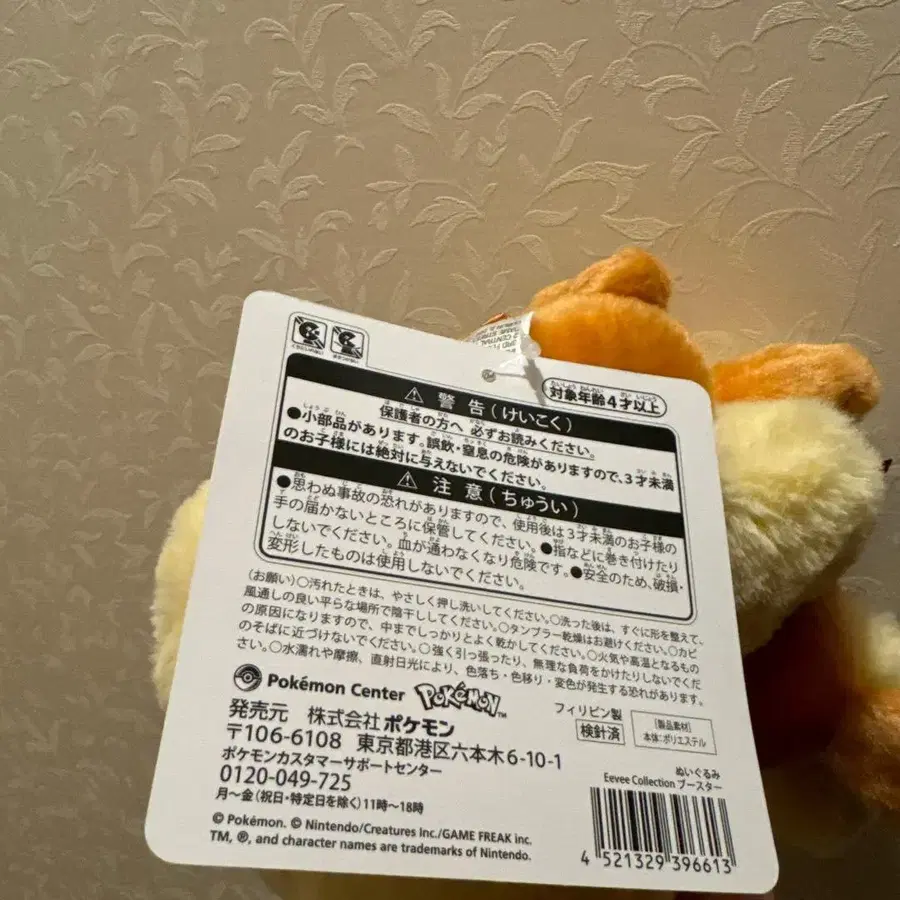 対象年齢4才以上
警告(けいこく)
保護者の方へ 必ずお読みください。
●小部品があります。誤飲・窒息の危険がありますので、3才未満
のお子様には絶対に与えないでください。
注意(ちゅうい)
●思わぬ事故の恐れがありますので、使用後は3才未満のお子様の
手の届かないところに保管してください。●指などに巻き付けたり
しないでください。血が通わなくなり危険です。●安全のため、破損・
変形したものは使用しないでください。
(お願い)○汚れたときは、やさしく押し洗いしてください。○洗った後は、すぐに形を整えて、
風通しの良い平らな場所で陰干ししてください。○タンブラー乾燥はお避けください。○カビ
の原因になりますので、中までしっかりとよく乾かしてください。○火気や高温となるもの
のそばに近づけないでください。○強く引っ張ったり、無理な負荷をかけたりしないでくだ
さい。○水濡れや摩擦、直射日光により、色落ち・色移り・変色が発生する恐れがあります。
Pokémon Center POKÉMON TM
フィリピン製
検針済
[製品素材]
本体:ポリエステル
発売元 株式会社ポケモン
〒106-6108 東京都港区六本木6-10-1
ポケモンカスタマーサポートセンター
0120-049-725
月～金(祝日・特定日を除く)11時～18時
ぬいぐるみ
Eevee Collection ブースター
© Pokémon. © Nintendo/Creatures Inc./GAME FREAK inc.
TM, ®, and character names are trademarks of Nintendo.
4 521329 396613